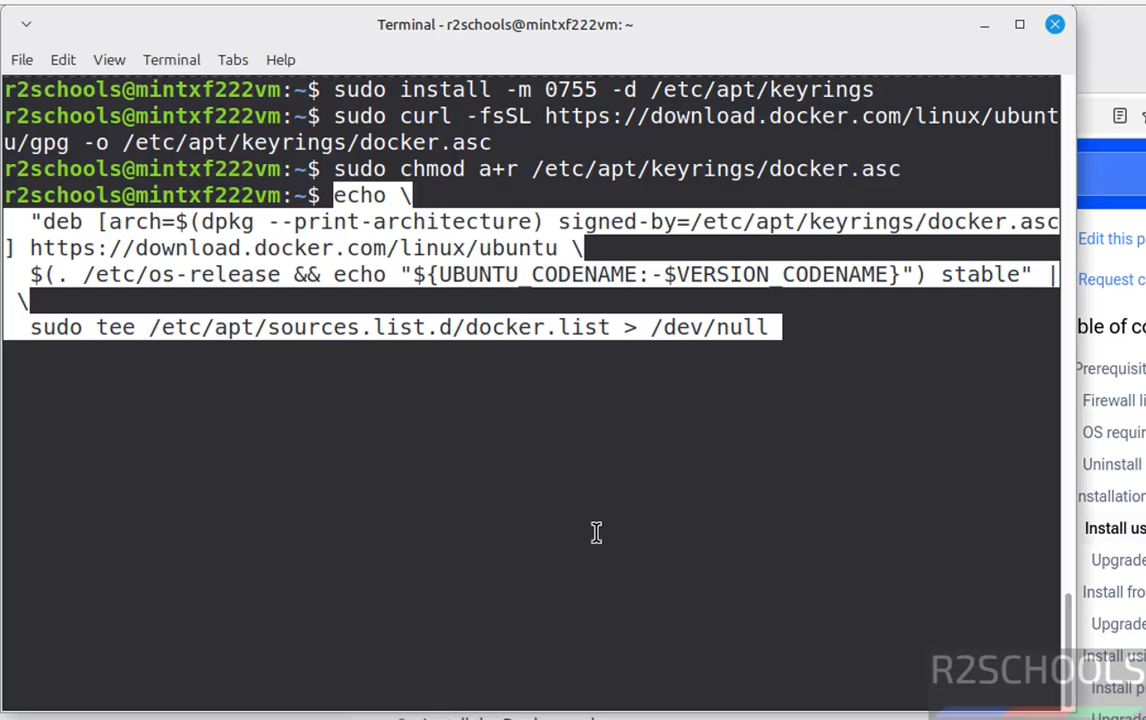 Terminal - r2schools@mintxf222vm: ~
File Edit View Terminal Tabs Help
r2schools@mintxf222vm:~$ sudo install -m 0755 -d /etc/apt/keyrings
r2schools@mintxf222vm:~$ sudo curl -fsSL https://download.docker.com/linux/ubunt
u/gpg -o /etc/apt/keyrings/docker.asc
r2schools@mintxf222vm:~$ sudo chmod a+r /etc/apt/keyrings/docker.asc
r2schools@mintxf222vm:~$ echo \
"deb [arch=$(dpkg --print-architecture) signed-by=/etc/apt/keyrings/docker.asc
] https://download.docker.com/linux/ubuntu \
$(. /etc/os-release && echo "${UBUNTU_CODENAME:-$VERSION_CODENAME}") stable" |
\
sudo tee /etc/apt/sources.list.d/docker.list > /dev/null
Edit this p
Request c
ble of co
Prerequisit
Firewall li
OS requir
Uninstall
nstallation
Install us
Upgrade
Install fro
Upgrade
Install usi
Install p
Upgrade
R2SCHOOLS